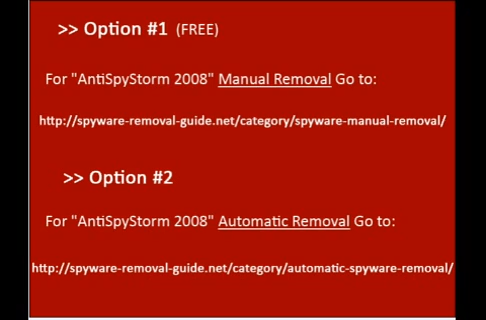 >> Option #1 (FREE)
For "AntiSpyStorm 2008" Manual Removal Go to:
http://spyware-removal-guide.net/category/spyware-manual-removal/
>> Option #2
For "AntiSpyStorm 2008" Automatic Removal Go to:
http://spyware-removal-guide.net/category/automatic-spyware-removal/